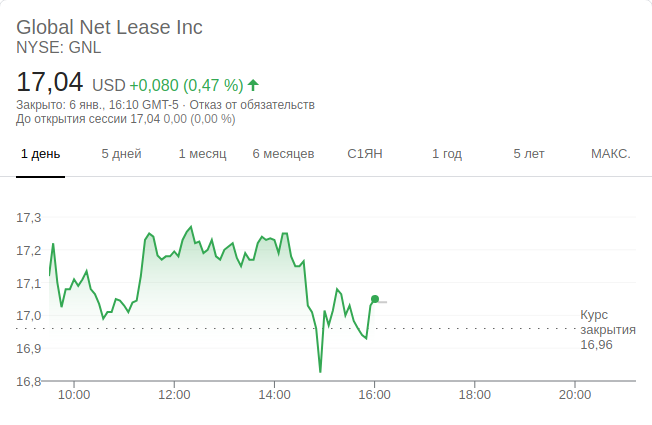 Global Net Lease Inc
NYSE: GNL
17,04 USD +0,080 (0,47 %)
Закрыто: 6 янв., 16:10 GMT-5 · Отказ от обязательств
До открытия сессии 17,04 0,00 (0,00 %)
1 день 5 дней 1 месяц 6 месяцев С1ЯН 1 год 5 лет МАКС.
17,3
17,2
17,1
17,0
16,9
16,8
Курс
закрытия
16,96
10:00 12:00 14:00 16:00 18:00 20:00